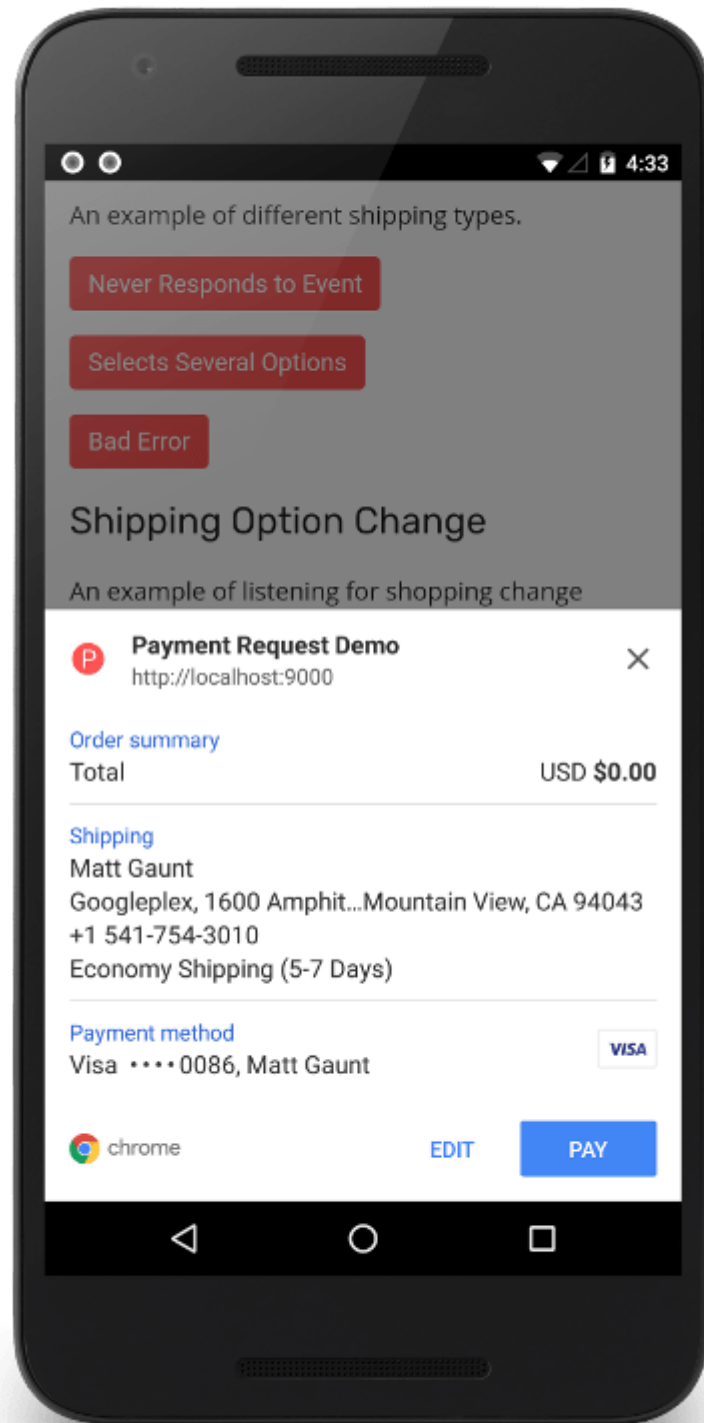 4:33
An example of different shipping types.
Never Responds to Event
Selects Several Options
Bad Error
Shipping Option Change
An example of listening for shopping change
P
Payment Request Demo
http://localhost:9000
Order summary
Total USD $0.00
Shipping
Matt Gaunt
Googleplex, 1600 Amphit...Mountain View, CA 94043
+1 541-754-3010
Economy Shipping (5-7 Days)
Payment method
Visa ････0086, Matt Gaunt VISA
chrome EDIT PAY